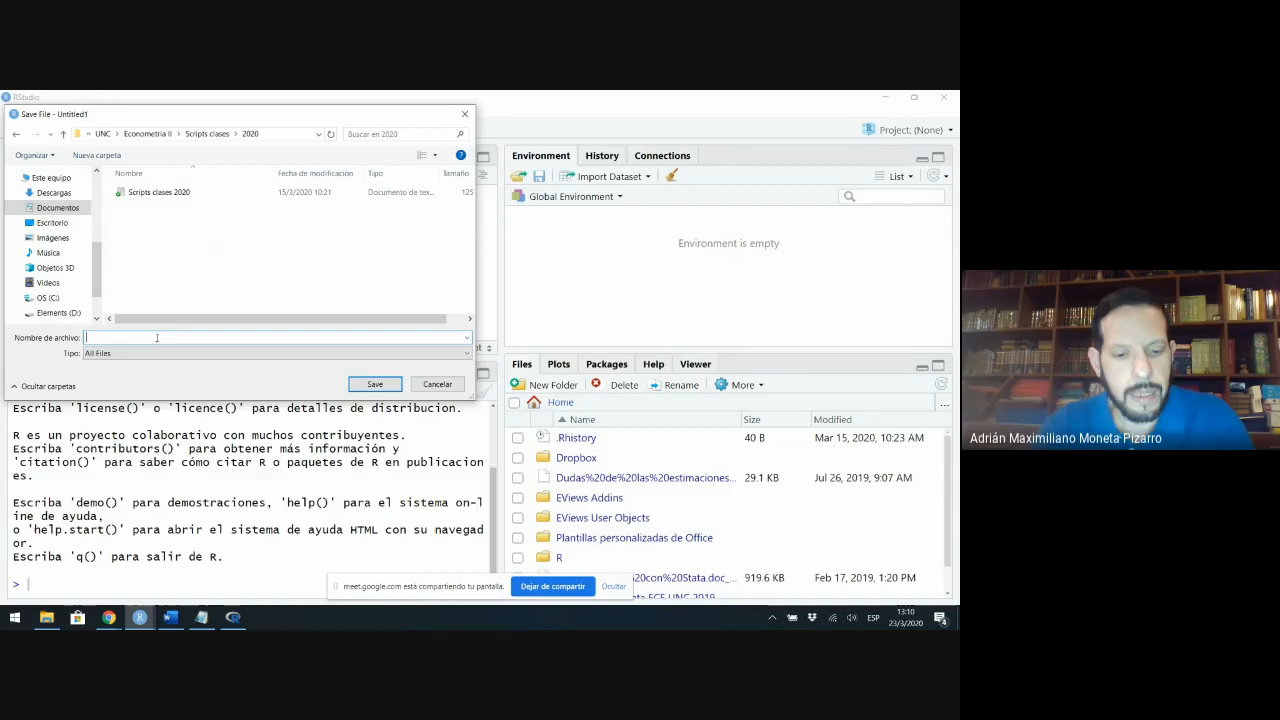 RStudio
Save File - Untitled1
« UNC > Econometria II > Scripts clases > 2020
Buscar en 2020
Organizar
Nueva carpeta
Nombre
Fecha de modificación
Tipo
Tamaño
Este equipo
Descargas
Documentos
Escritorio
Imágenes
Música
Objetos 3D
Videos
OS (C:)
Elements (D:)
Scripts clases 2020
15/3/2020 10:21
Documento de tex...
125
Nombre de archivo:
Tipo:
All Files
Ocultar carpetas
Save
Cancelar
Escriba 'license()' o 'licence()' para detalles de distribucion.
R es un proyecto colaborativo con muchos contribuyentes.
Escriba 'contributors()' para obtener más información y
'citation()' para saber cómo citar R o paquetes de R en publicacion
es.
Escriba 'demo()' para demostraciones, 'help()' para el sistema on-l
ine de ayuda,
o 'help.start()' para abrir el sistema de ayuda HTML con su navegad
or.
Escriba 'q()' para salir de R.
>
Project: (None)
Environment
History
Connections
Import Dataset
List
Global Environment
Environment is empty
Files
Plots
Packages
Help
Viewer
New Folder
Delete
Rename
More
Home
...
Name
Size
Modified
.Rhistory
40 B
Mar 15, 2020, 10:23 AM
Dropbox
Dudas%20de%20las%20estimaciones...
29.1 KB
Jul 26, 2019, 9:07 AM
EViews Addins
EViews User Objects
Plantillas personalizadas de Office
R
%20con%20Stata.doc_...
919.6 KB
Feb 17, 2019, 1:20 PM
meet.google.com está compartiendo tu pantalla.
Dejar de compartir
Ocultar
ESP
13:10
23/3/2020
4
Adrián Maximiliano Moneta Pizarro